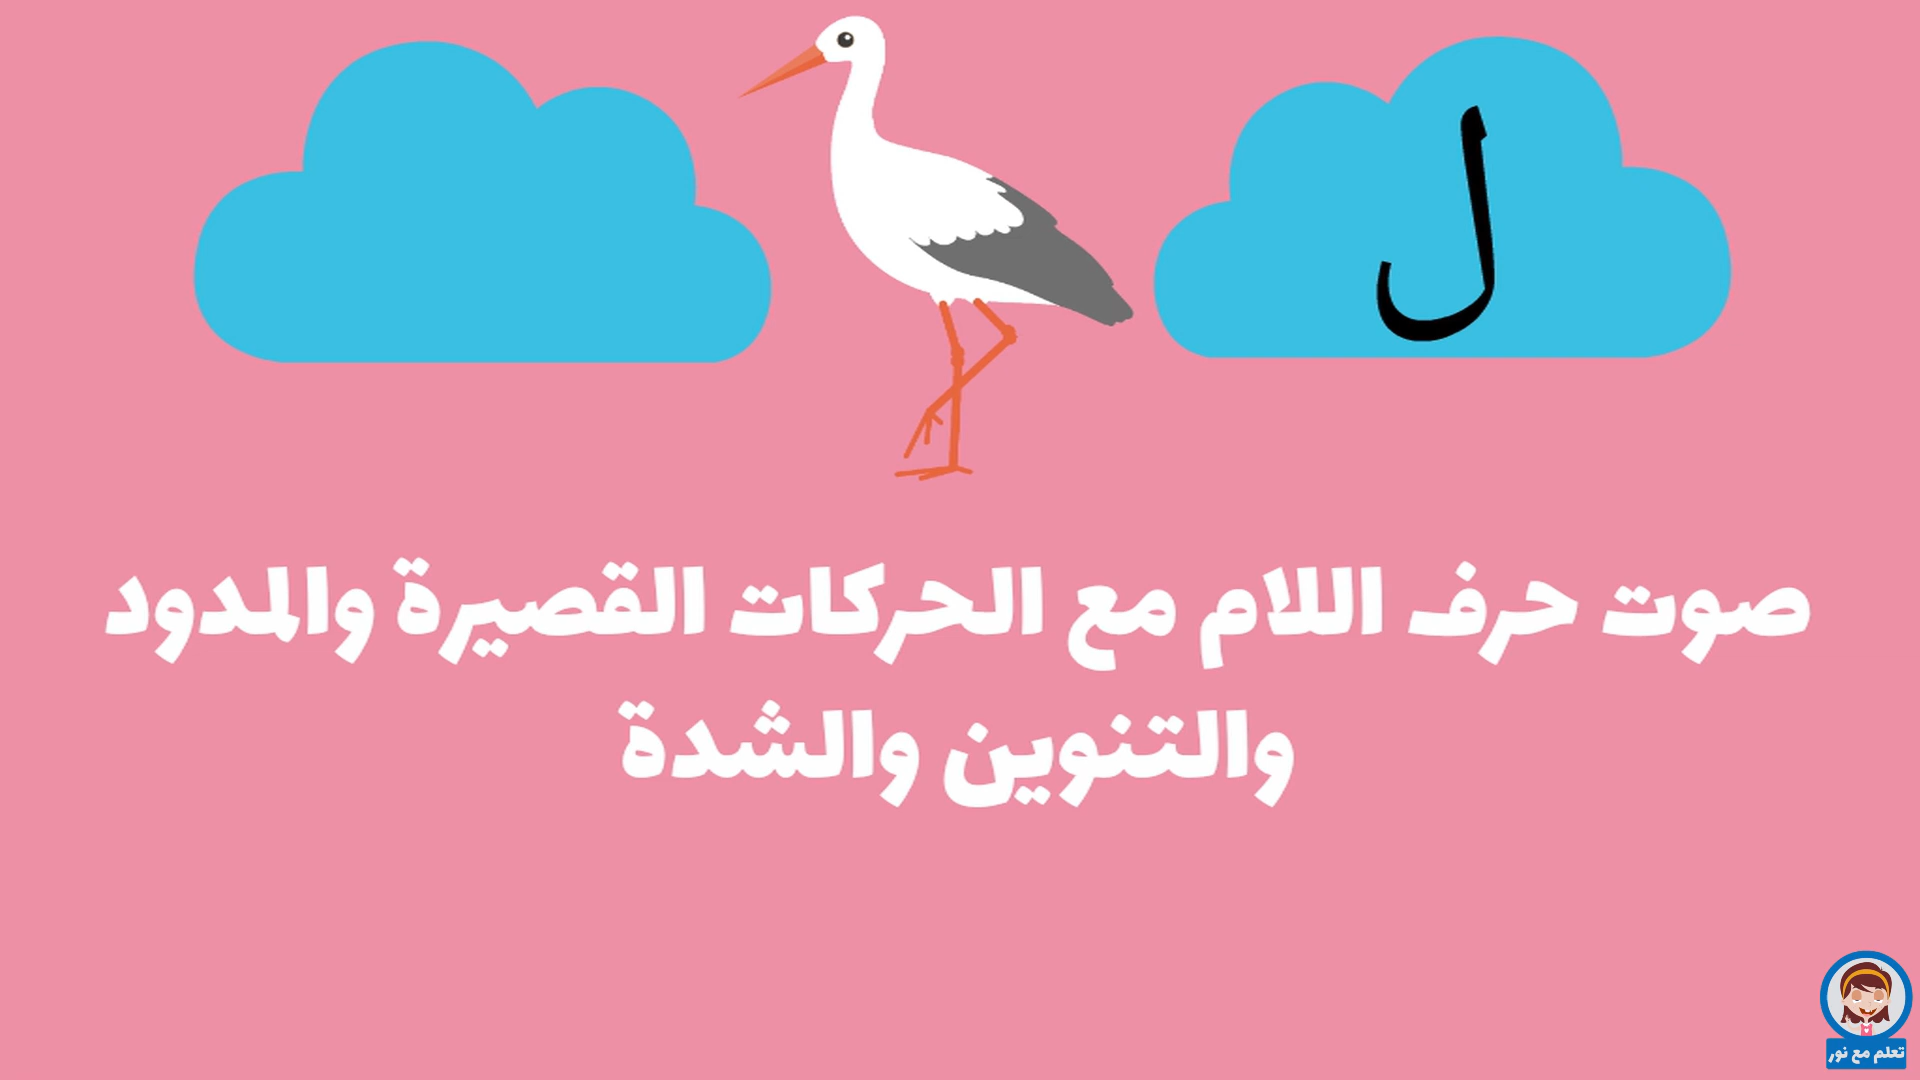 ل
صوت حرف اللام مع الحركات القصيرة والمدود
والتنوين والشدة
تعلم مع نور